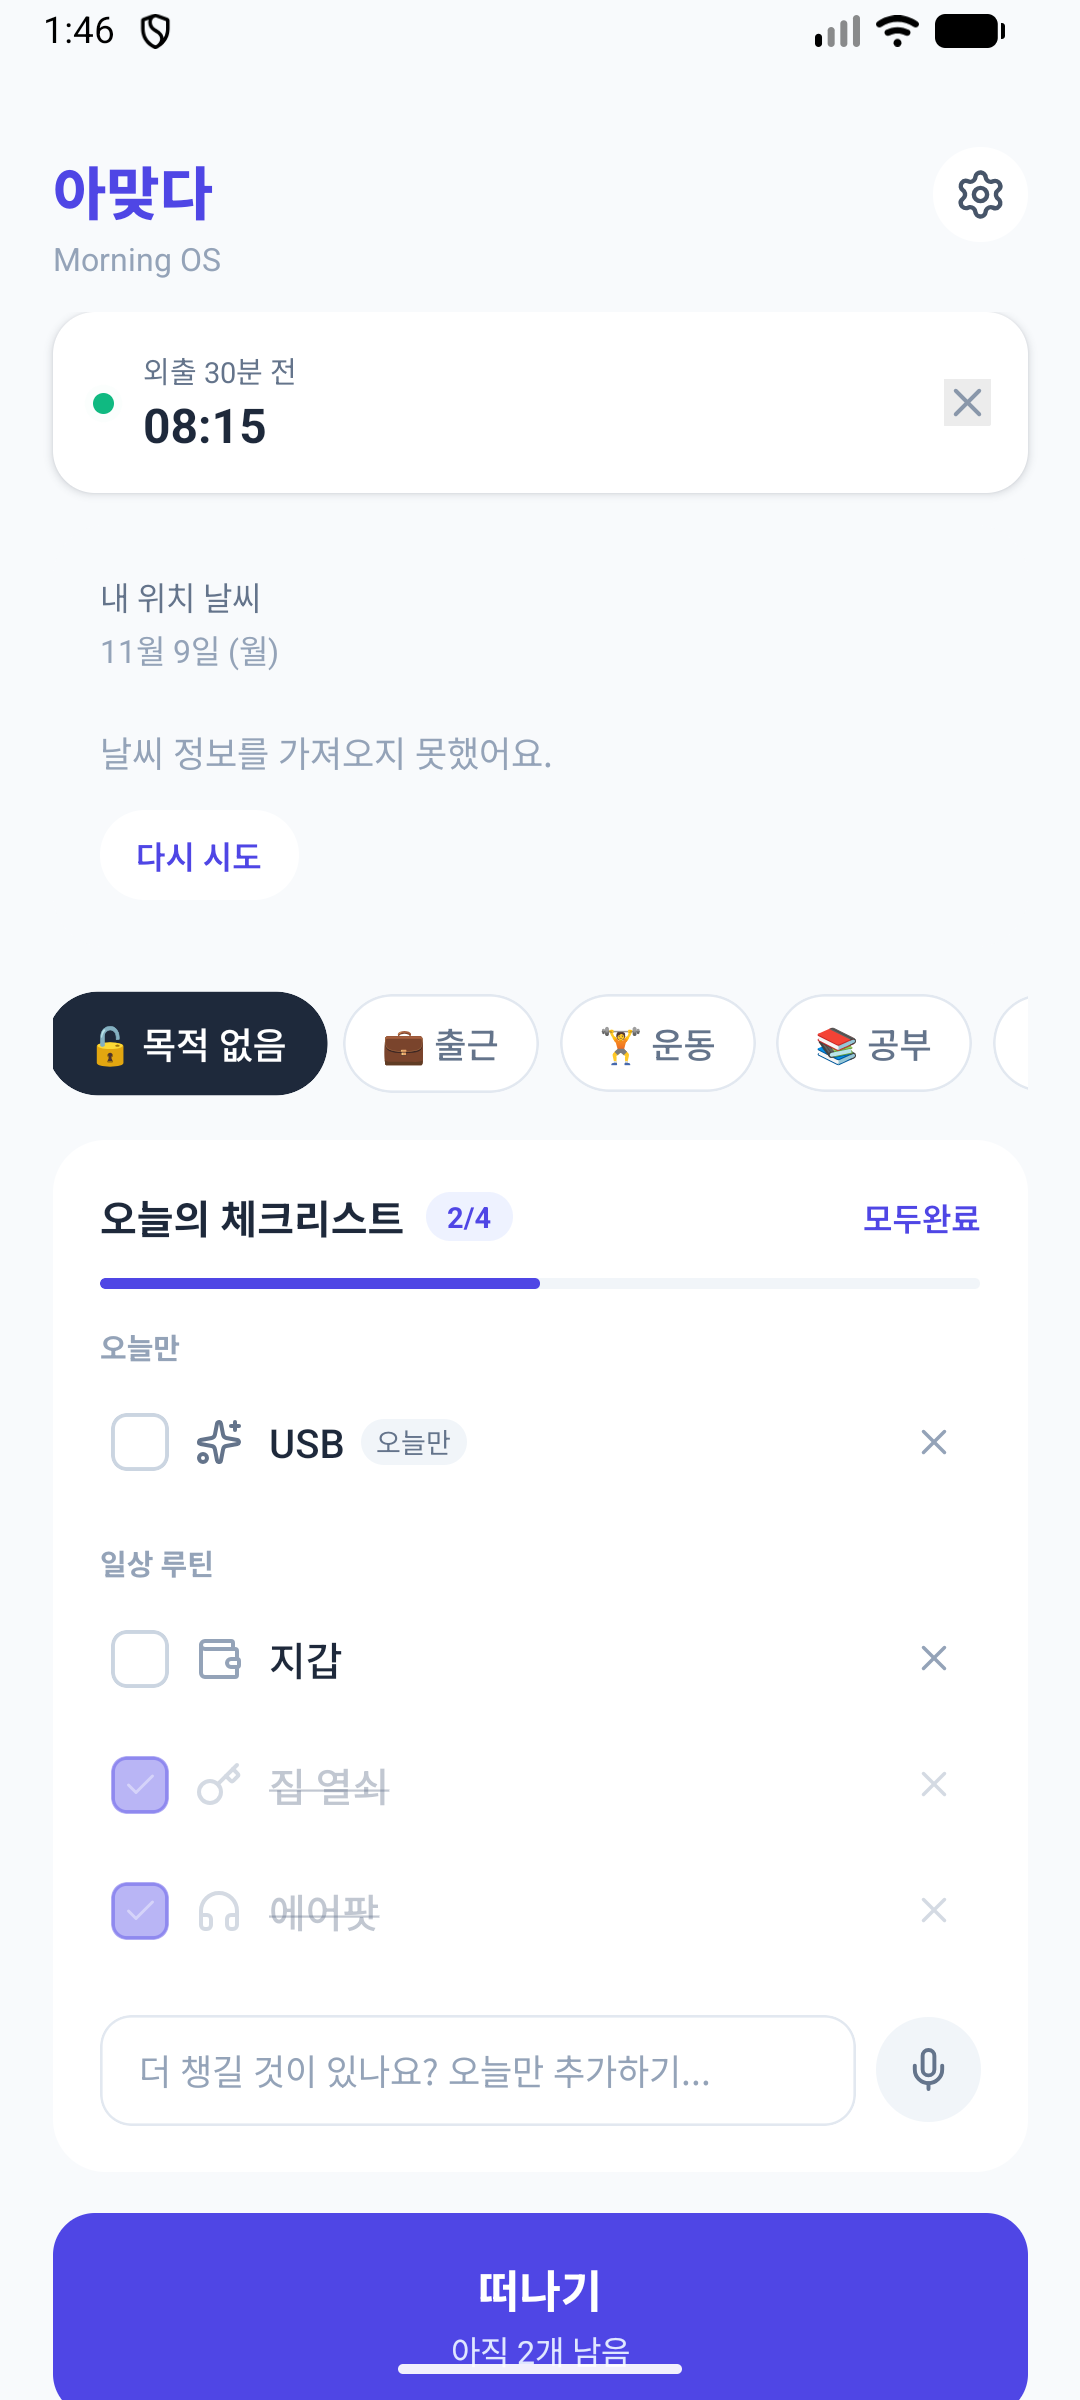 1:46
아맞다
Morning OS
외출 30분 전
08:15
내 위치 날씨
11월 9일 (월)
날씨 정보를 가져오지 못했어요.
다시 시도
목적 없음
출근
운동
공부
오늘의 체크리스트
2/4
모두완료
오늘만
USB
오늘만
일상 루틴
지갑
집 열쇠
에어팟
더 챙길 것이 있나요? 오늘만 추가하기...
떠나기
아직 2개 남음